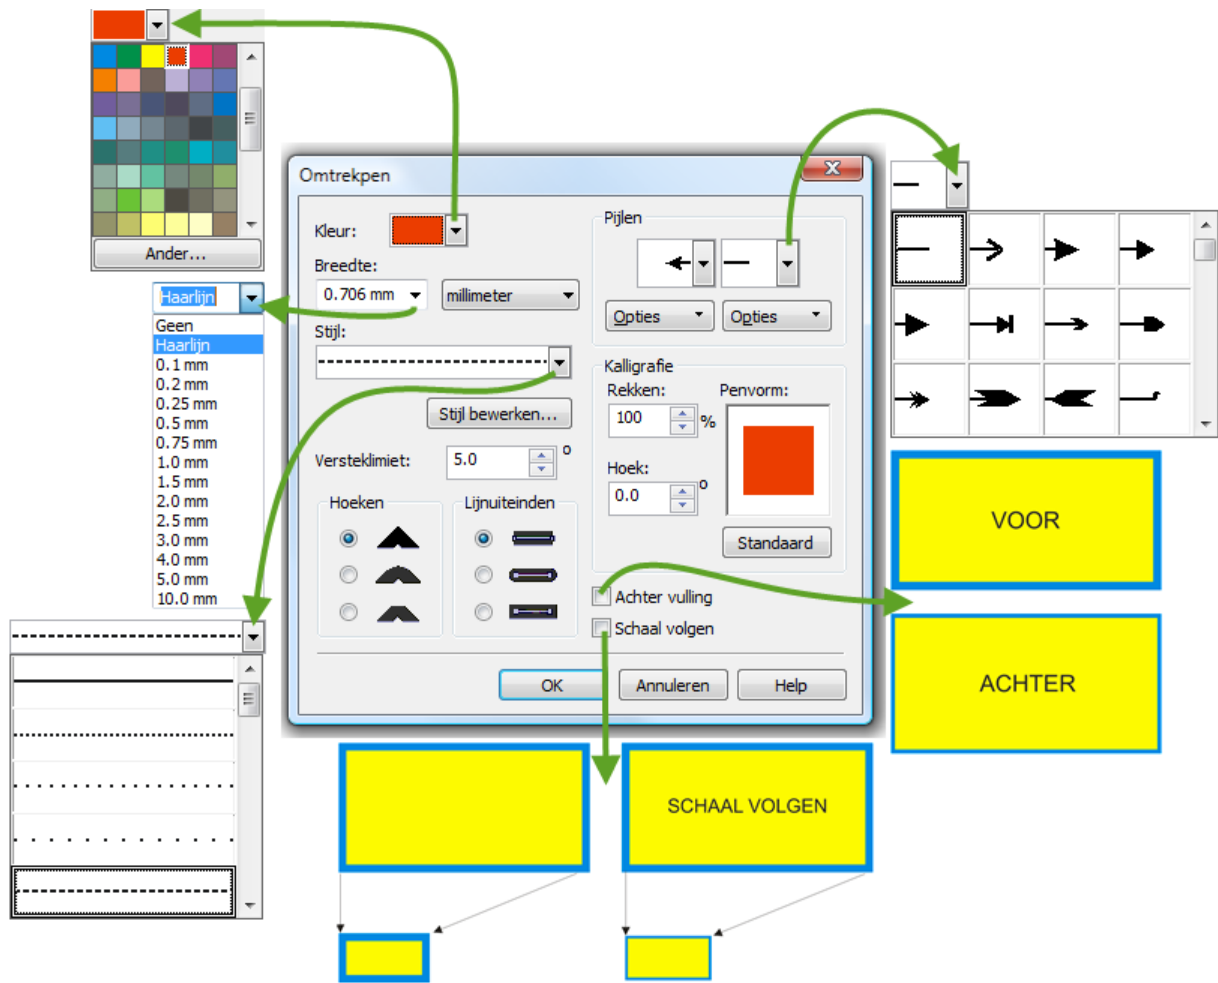 Ander...
Haarlijn
Geen
Haarlijn
0.1 mm
0.2 mm
0.25 mm
0.5 mm
0.75 mm
1.0 mm
1.5 mm
2.0 mm
2.5 mm
3.0 mm
4.0 mm
5.0 mm
10.0 mm
Omtrekpen
Kleur:
Breedte:
0.706 mm millimeter
Stijl:
Stijl bewerken...
Versteklimiet: 5.0 °
Hoeken Lijnuiteinden
Pijlen
Opties Opties
Kalligrafie
Rekken: Penvorm:
100 %
Hoek:
0.0 °
Standaard
Achter vulling
Schaal volgen
OK Annuleren Help
VOOR
ACHTER
SCHAAL VOLGEN